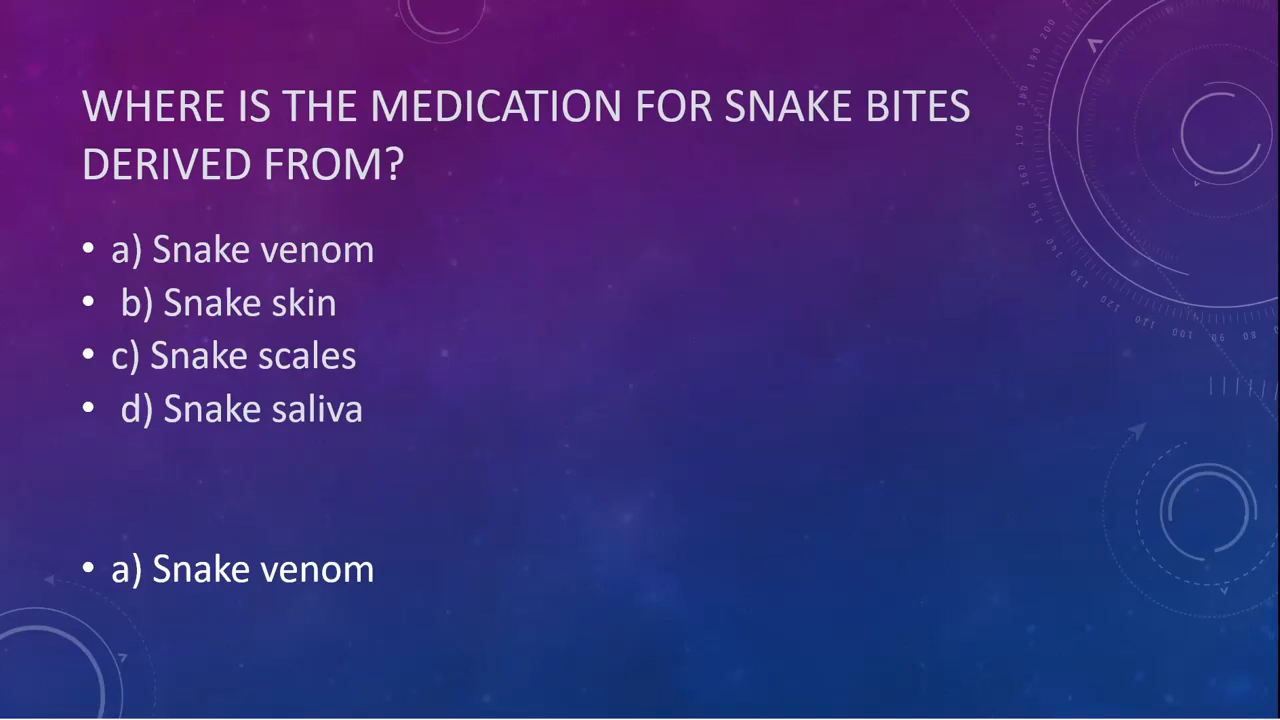 WHERE IS THE MEDICATION FOR SNAKE BITES
DERIVED FROM?
• a) Snake venom
• b) Snake skin
• c) Snake scales
• d) Snake saliva
• a) Snake venom